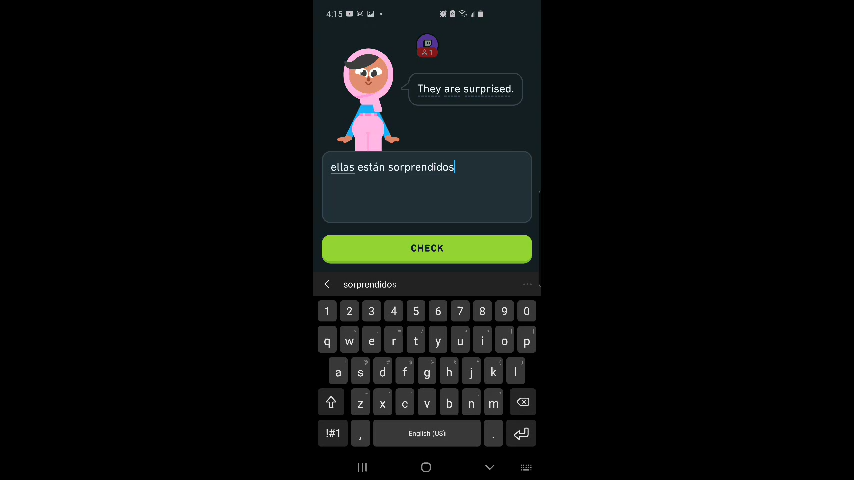 4:15
1
They are surprised.
ellas están sorprendidos
CHECK
sorprendidos
1 2 3 4 5 6 7 8 9 0
q w e r t y u i o p
a s d f g h j k l
z x c v b n m
!#1 , English (US) .